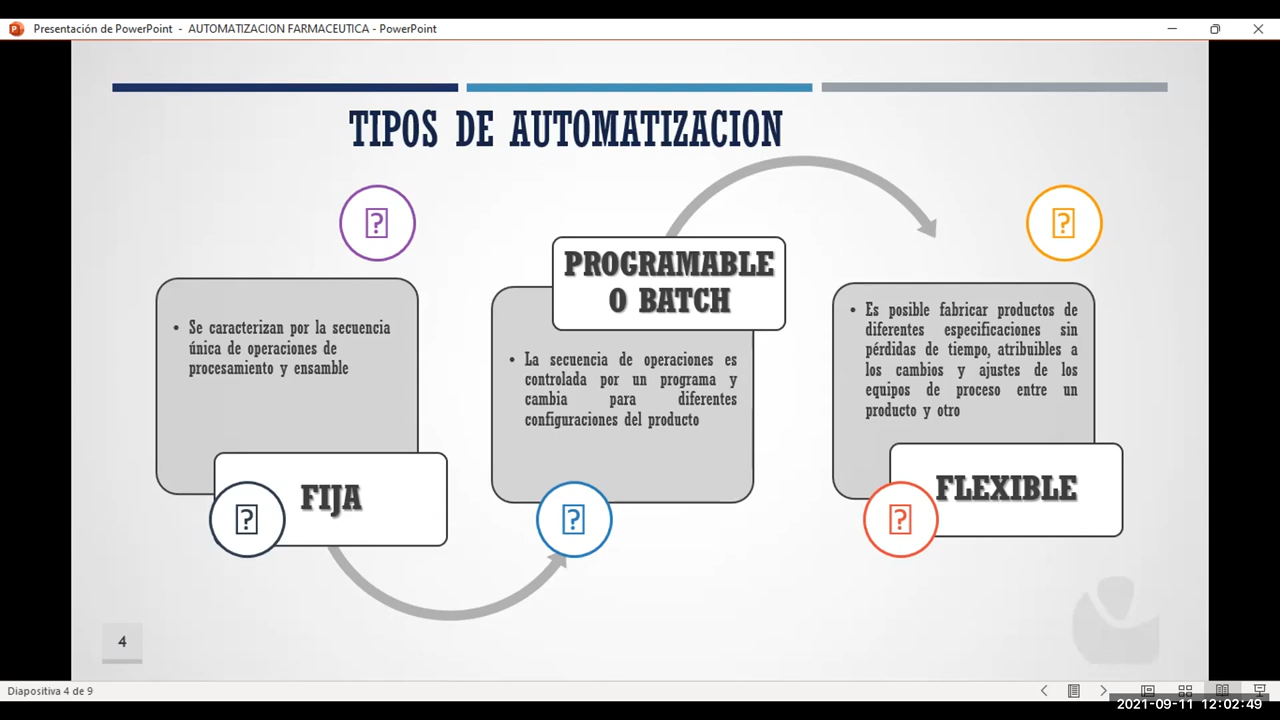 Presentación de PowerPoint - AUTOMATIZACION FARMACEUTICA - PowerPoint
TIPOS DE AUTOMATIZACION
• Se caracterizan por la secuencia
única de operaciones de
procesamiento y ensamble
FIJA
PROGRAMABLE
O BATCH
• La secuencia de operaciones es
controlada por un programa y
cambia para diferentes
configuraciones del producto
• Es posible fabricar productos de
diferentes especificaciones sin
pérdidas de tiempo, atribuibles a
los cambios y ajustes de los
equipos de proceso entre un
producto y otro
FLEXIBLE
4
Diapositiva 4 de 9
2021-09-11 12:02:49